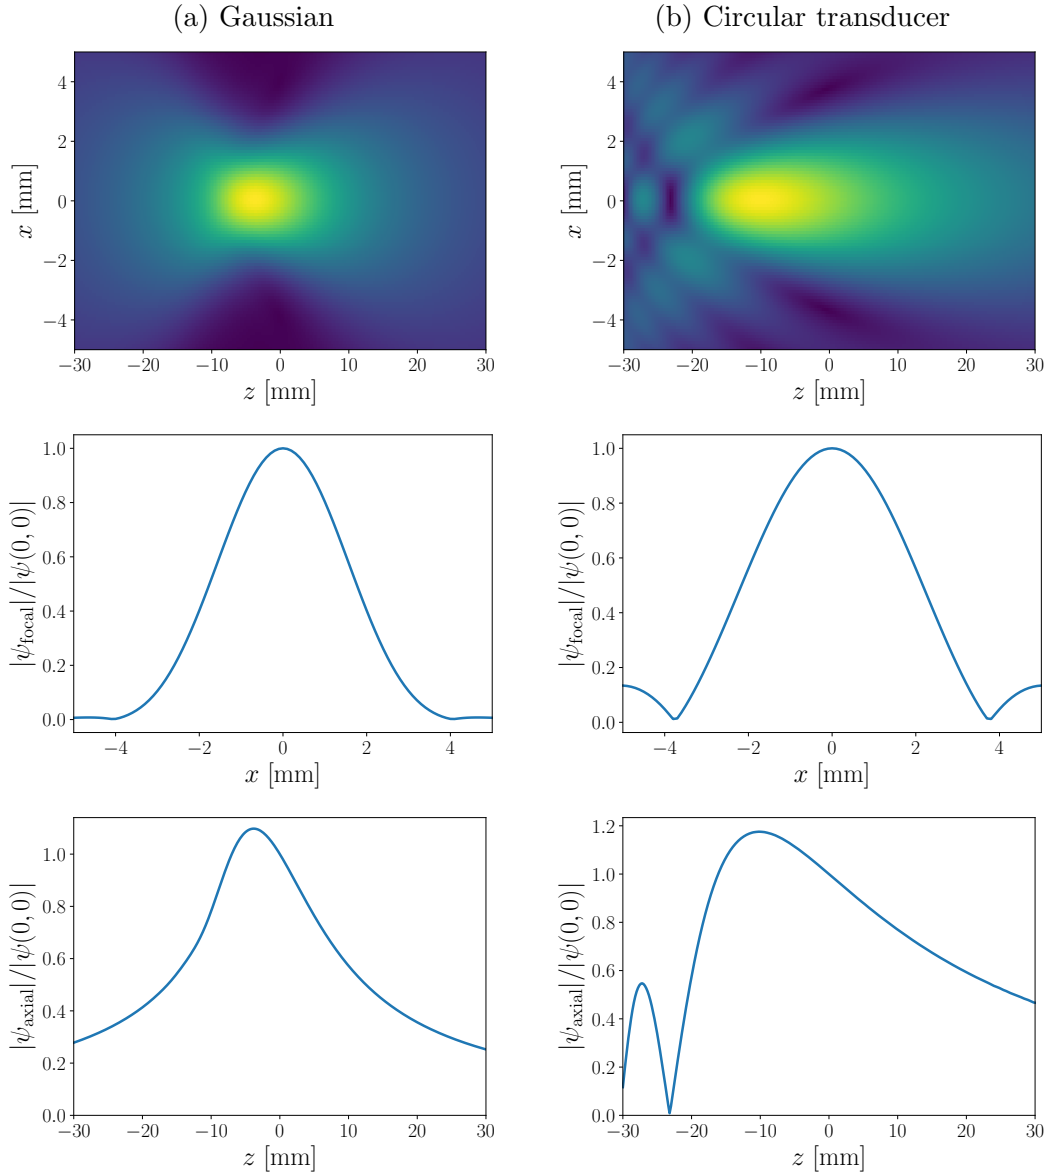 (a) Gaussian
(b) Circular transducer
4
2
0
−2
−4
x [mm]
−30 −20 −10 0 10 20 30
z [mm]
4
2
0
−2
−4
x [mm]
−30 −20 −10 0 10 20 30
z [mm]
1.0
0.8
0.6
0.4
0.2
0.0
|ψfocal|/|ψ(0, 0)|
−4 −2 0 2 4
x [mm]
1.0
0.8
0.6
0.4
0.2
0.0
|ψfocal|/|ψ(0, 0)|
−4 −2 0 2 4
x [mm]
1.0
0.8
0.6
0.4
0.2
0.0
|ψaxial|/|ψ(0, 0)|
−30 −20 −10 0 10 20 30
z [mm]
1.2
1.0
0.8
0.6
0.4
0.2
0.0
|ψaxial|/|ψ(0, 0)|
−30 −20 −10 0 10 20 30
z [mm]